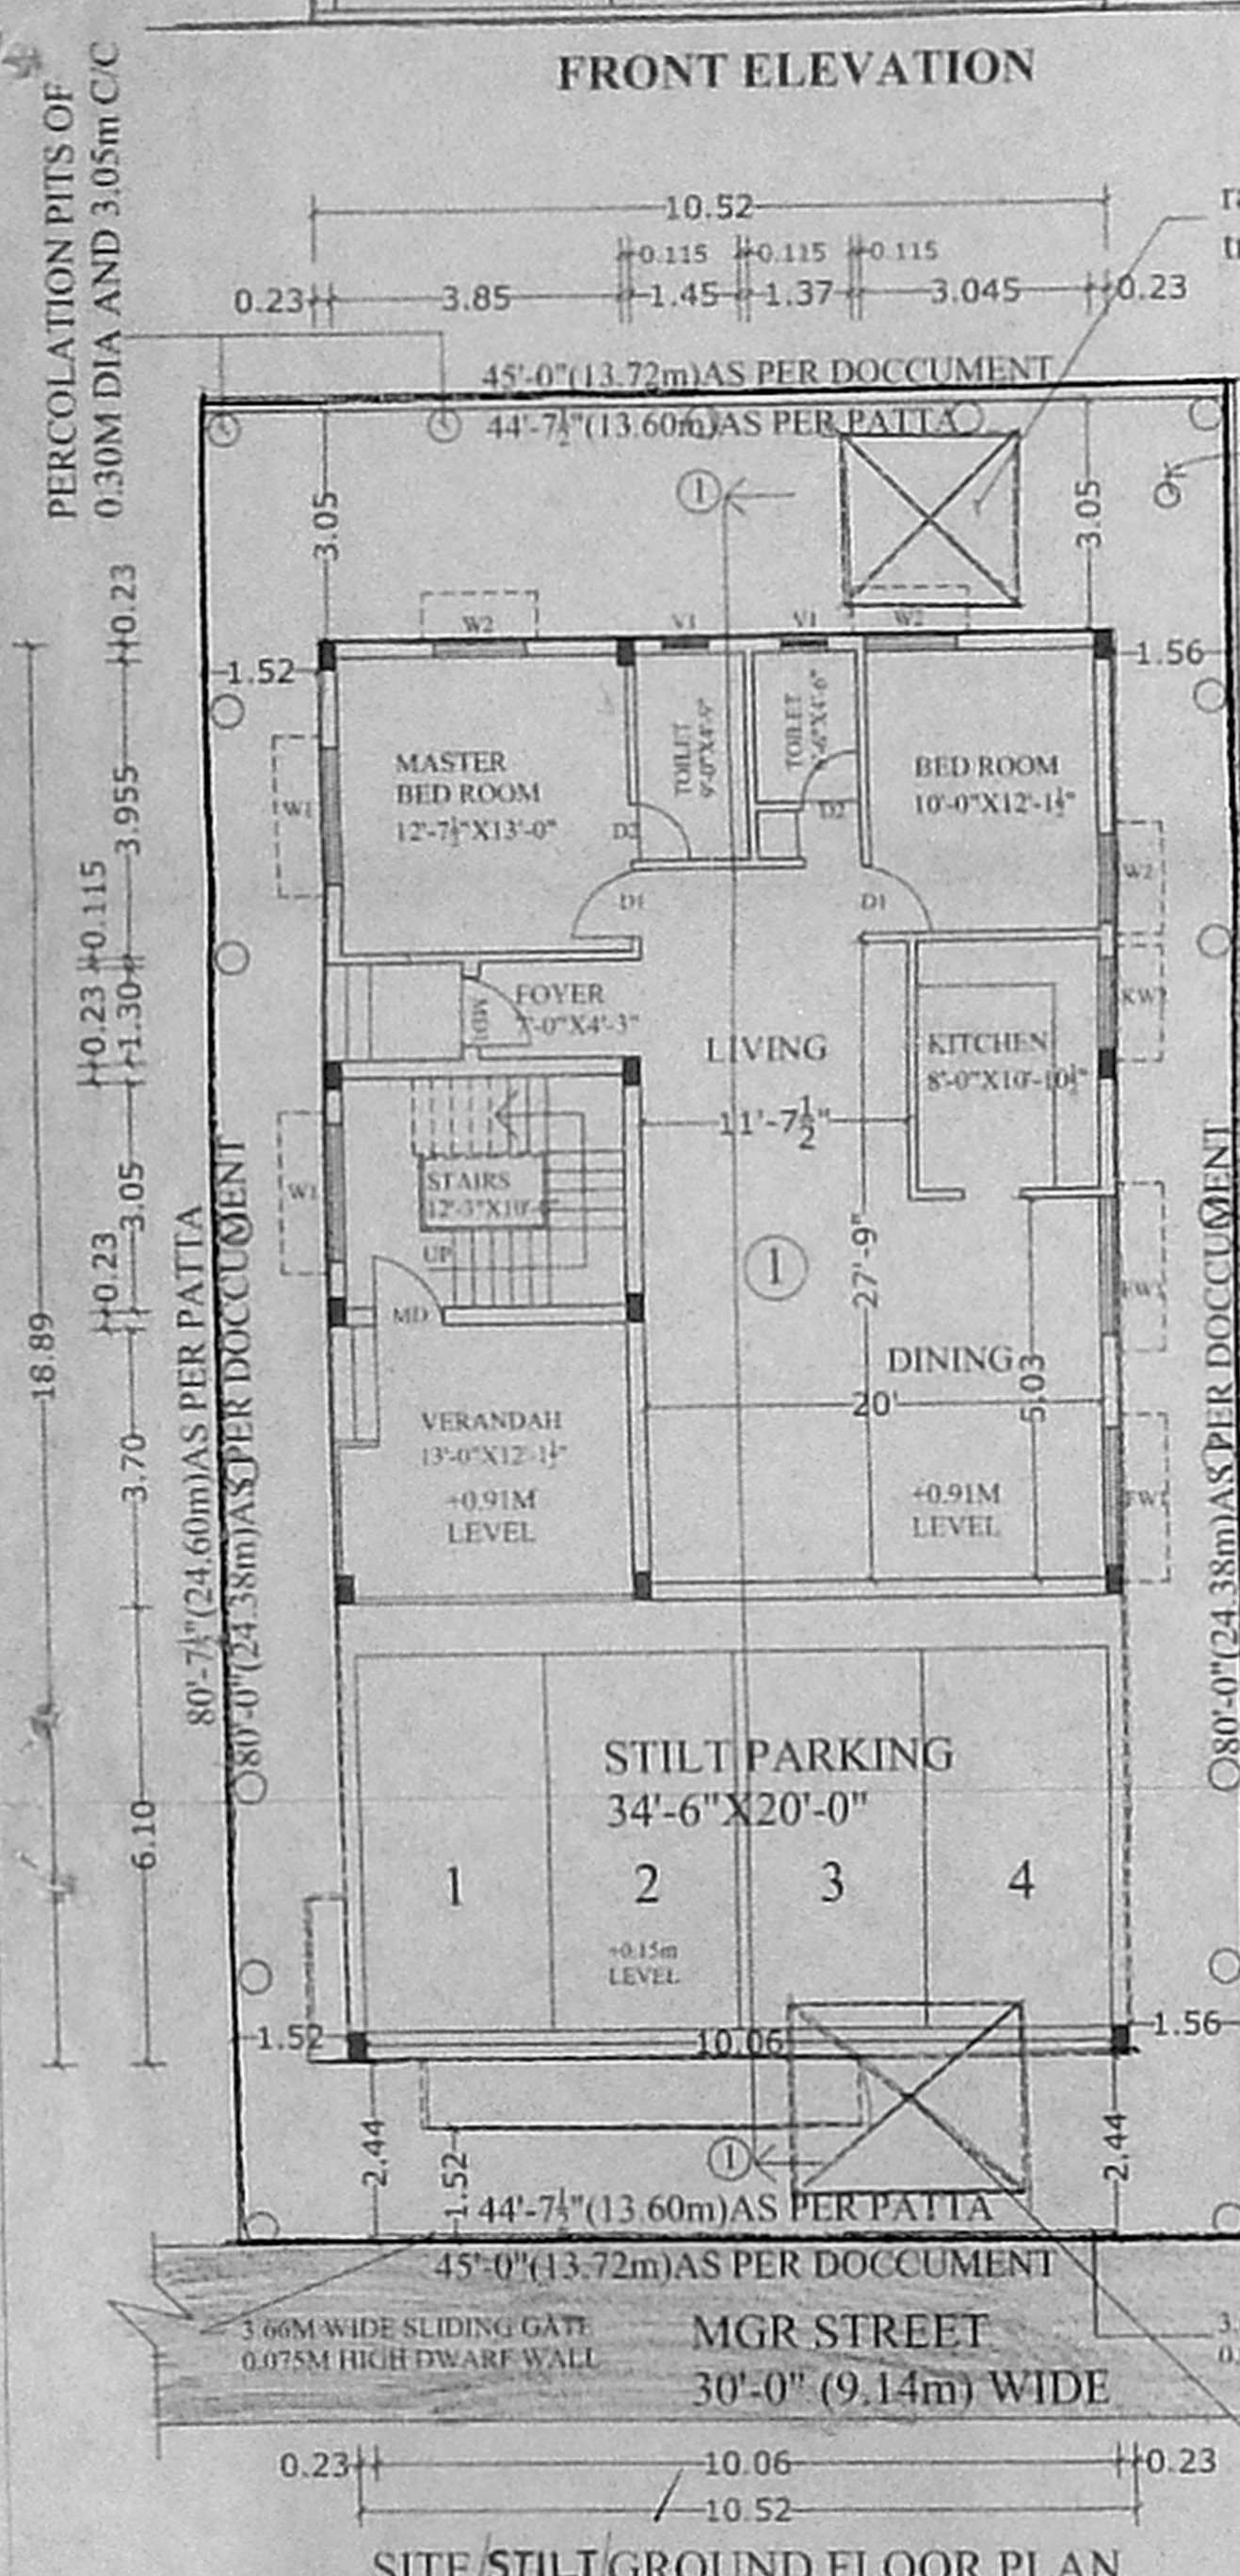 FRONT ELEVATION
PERCOLATION PITS OF
0.30M DIA AND 3.05m C/C
10.52
0.115 0.115 0.115
0.23 3.85 1.45 1.37 3.045 0.23
45'-0"(13.72m)AS PER DOCCUMENT
44'-7½"(13.60m)AS PER PATTA
1
3.05
3.05
W2 V1 V1 W2
1.52
1.56
0.23
3.955
0.115
0.23
1.30
3.05
0.23
18.89
3.70
6.10
W1
MASTER
BED ROOM
12'-7½"X13'-0"
TOILET
9'-0"X4'-9"
TOILET
BED ROOM
10'-0"X12'-1½"
D2
D2
D1
D1
W2
FOYER
MD1
KW
LIVING
KITCHEN
8'-0"X10'-10½"
11'-7½"
W1
STAIRS
UP
MD
1
27'-9"
DINING
5.03
20'
VERANDAH
13'-0"X12'-1½"
+0.91M
LEVEL
+0.91M
LEVEL
80'-7½"(24.60m)AS PER PATTA
80'-0"(24.38m)AS PER DOCCUMENT
80'-0"(24.38m)AS PER DOCCUMENT
STILT PARKING
34'-6"X20'-0"
1 2 3 4
+0.15m
LEVEL
1.52
10.06
1.56
2.44
1.52
2.44
1
44'-7½"(13.60m)AS PER PATTA
45'-0"(13.72m)AS PER DOCCUMENT
3.66M WIDE SLIDING GATE
0.075M HIGH DWARF WALL
MGR STREET
30'-0" (9.14m) WIDE
0.23 10.06 0.23
10.52
SITE/STILT/GROUND FLOOR PLAN